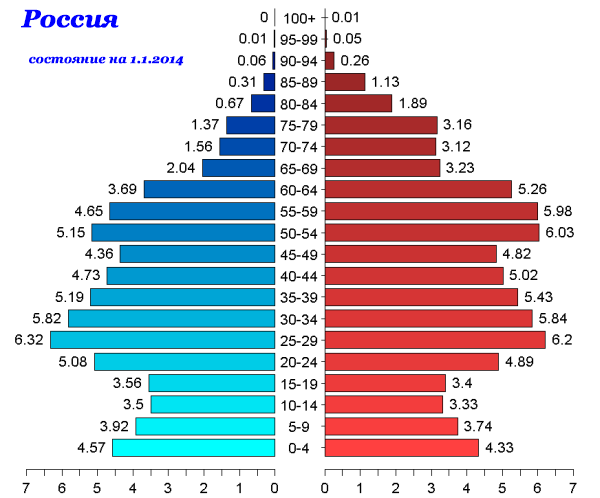 Россия
состояние на 1.1.2014
0 100+ 0.01
0.01 95-99 0.05
0.06 90-94 0.26
0.31 85-89 1.13
0.67 80-84 1.89
1.37 75-79 3.16
1.56 70-74 3.12
2.04 65-69 3.23
3.69 60-64 5.26
4.65 55-59 5.98
5.15 50-54 6.03
4.36 45-49 4.82
4.73 40-44 5.02
5.19 35-39 5.43
5.82 30-34 5.84
6.32 25-29 6.2
5.08 20-24 4.89
3.56 15-19 3.4
3.5 10-14 3.33
3.92 5-9 3.74
4.57 0-4 4.33
7 6 5 4 3 2 1 0 0 1 2 3 4 5 6 7